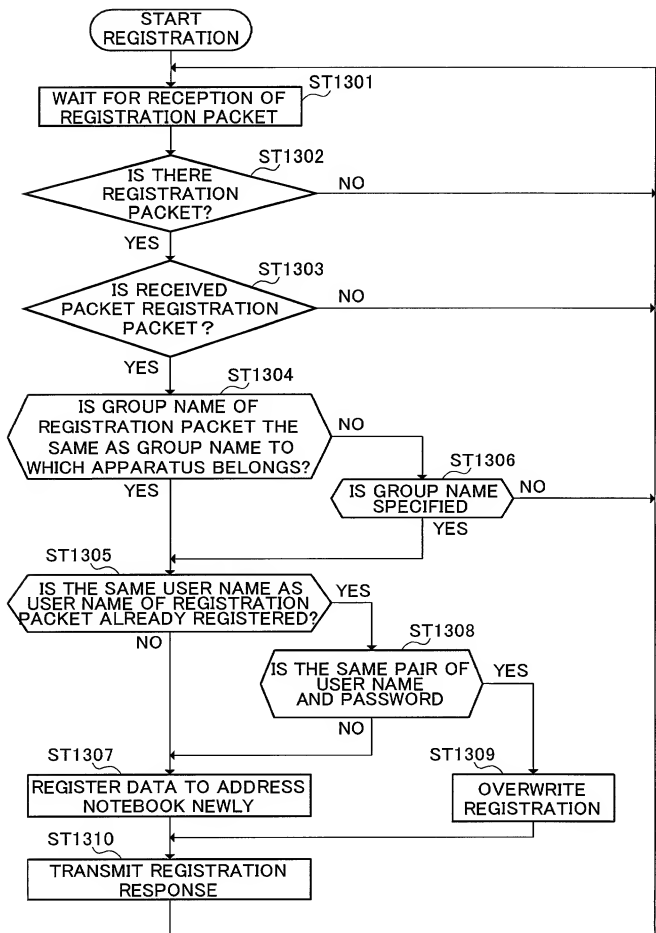 START
REGISTRATION
ST1301
WAIT FOR RECEPTION OF
REGISTRATION PACKET
ST1302
IS THERE
REGISTRATION
PACKET?
NO
YES
ST1303
IS RECEIVED
PACKET REGISTRATION
PACKET?
NO
YES
ST1304
IS GROUP NAME OF
REGISTRATION PACKET THE
SAME AS GROUP NAME TO
WHICH APPARATUS BELONGS?
NO
YES
ST1306
IS GROUP NAME
SPECIFIED
NO
YES
ST1305
IS THE SAME USER NAME AS
USER NAME OF REGISTRATION
PACKET ALREADY REGISTERED?
YES
NO
ST1308
IS THE SAME PAIR OF
USER NAME
AND PASSWORD
YES
NO
ST1307
REGISTER DATA TO ADDRESS
NOTEBOOK NEWLY
ST1309
OVERWRITE
REGISTRATION
ST1310
TRANSMIT REGISTRATION
RESPONSE